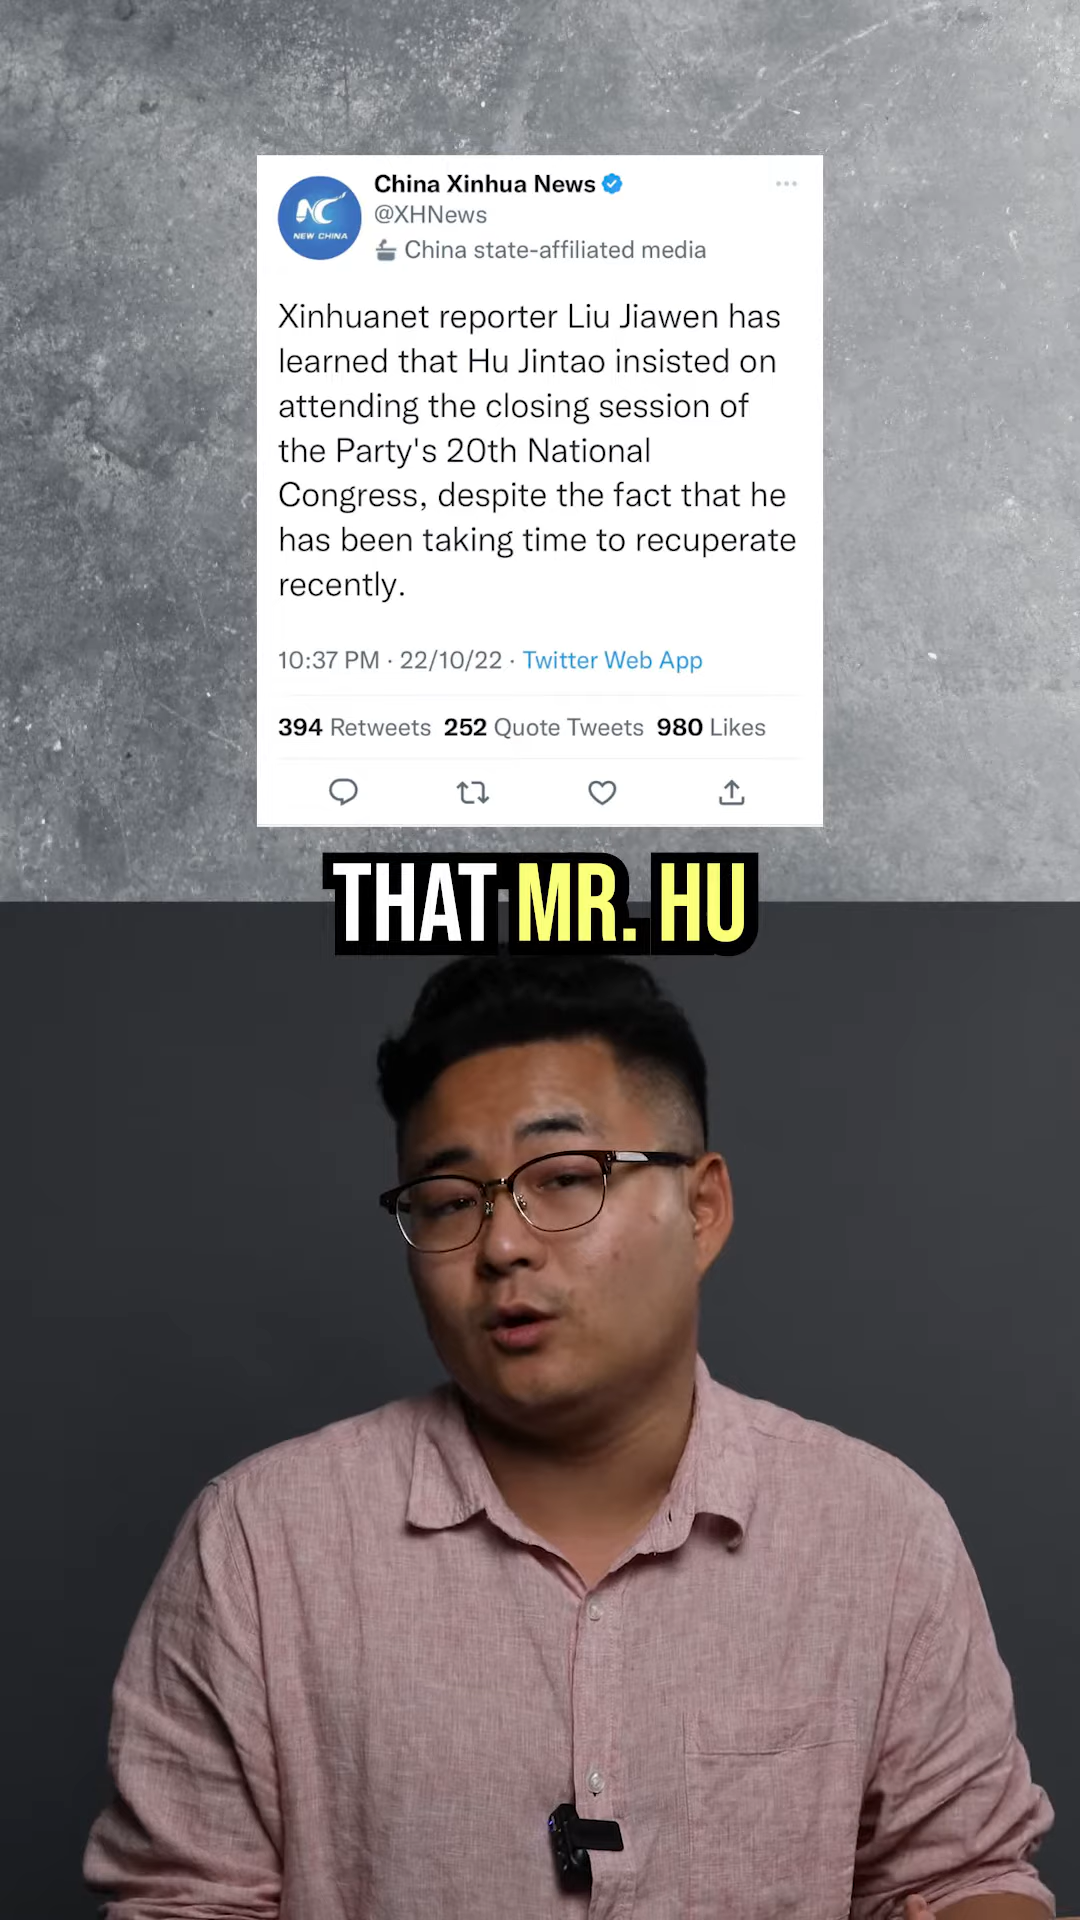 China Xinhua News
@XHNews
China state-affiliated media
NC
NEW CHINA
Xinhuanet reporter Liu Jiawen has
learned that Hu Jintao insisted on
attending the closing session of
the Party's 20th National
Congress, despite the fact that he
has been taking time to recuperate
recently.
10:37 PM · 22/10/22 · Twitter Web App
394 Retweets 252 Quote Tweets 980 Likes
THAT MR. HU